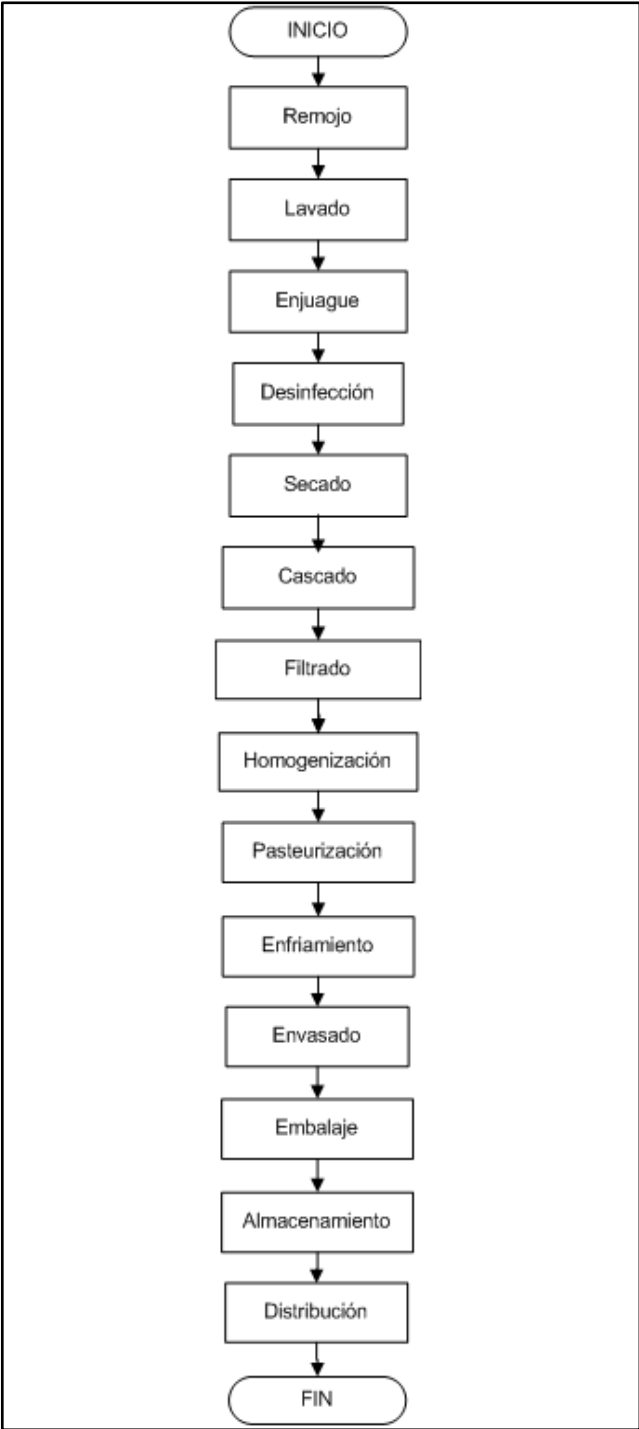 INICIO
Remojo
Lavado
Enjuague
Desinfección
Secado
Cascado
Filtrado
Homogenización
Pasteurización
Enfriamiento
Envasado
Embalaje
Almacenamiento
Distribución
FIN